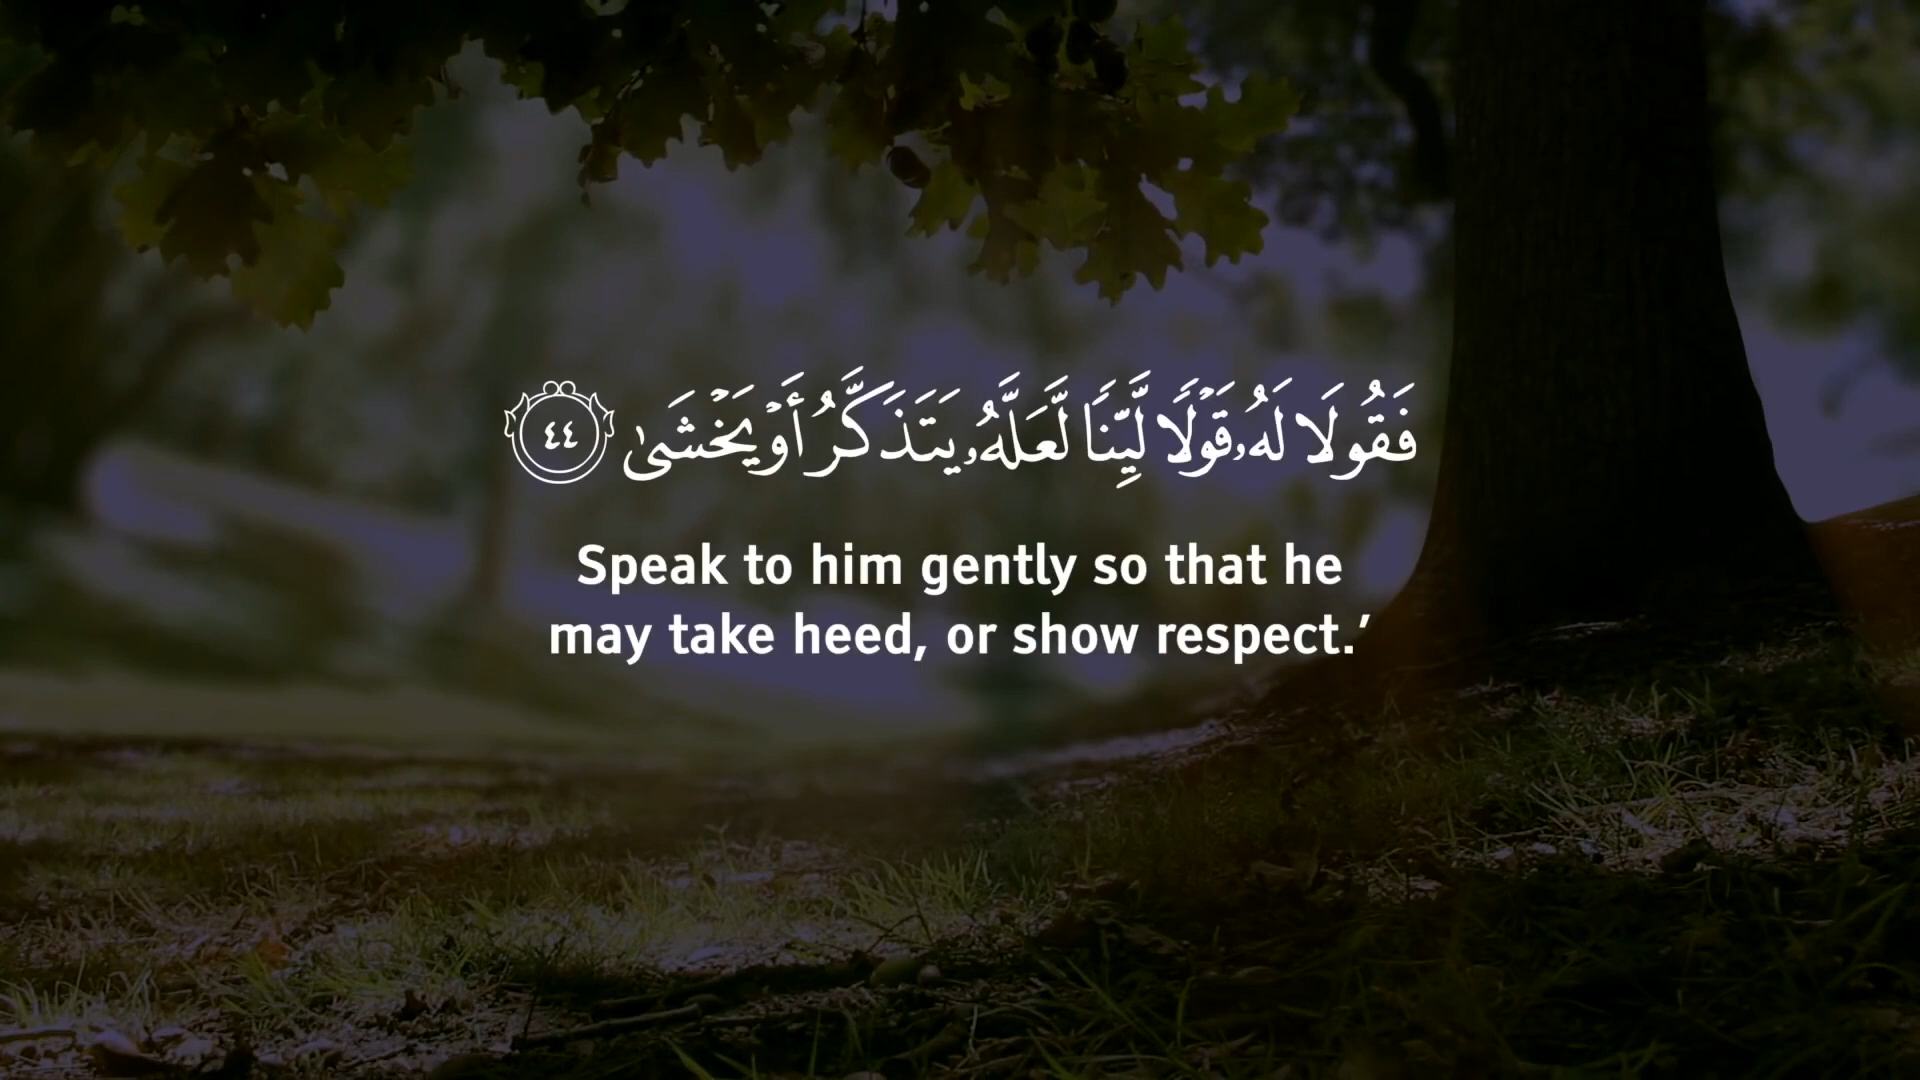 فَقُولَا لَهُۥ قَوْلًا لَّيِّنًا لَّعَلَّهُۥ يَتَذَكَّرُ أَوْ يَخْشَىٰ ٤٤
Speak to him gently so that he
may take heed, or show respect.’